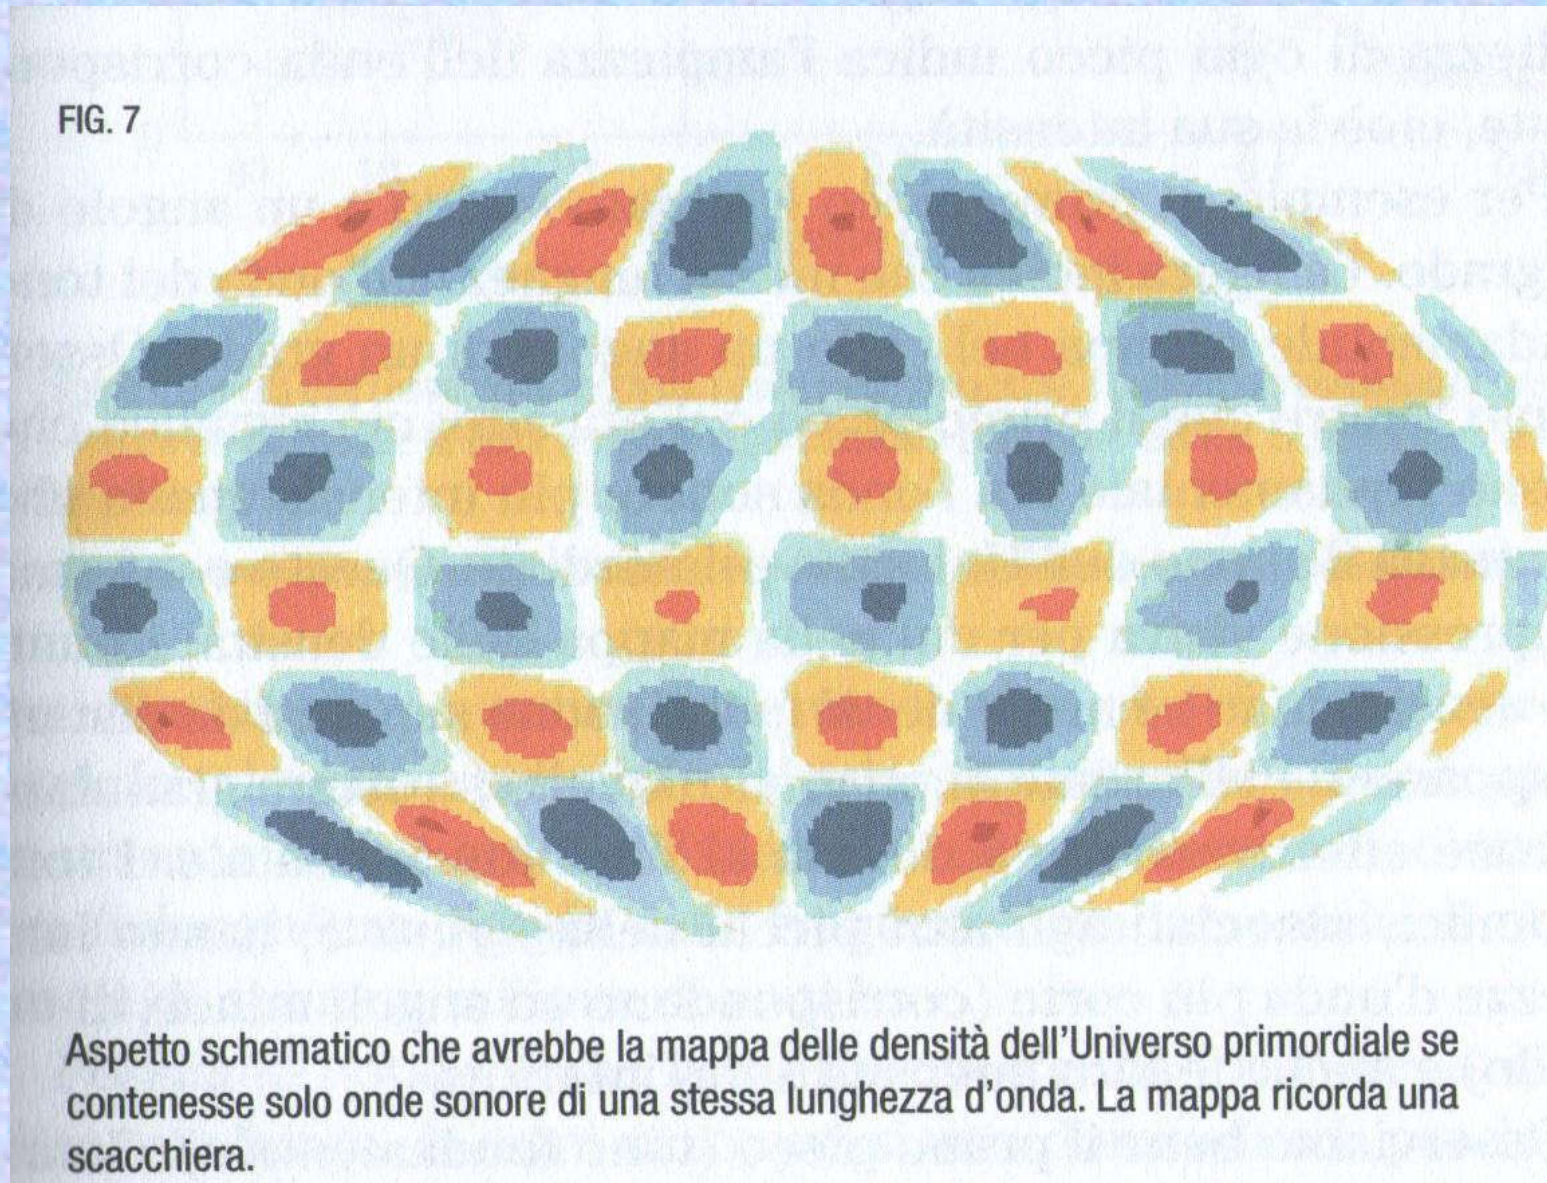 FIG. 7
Aspetto schematico che avrebbe la mappa delle densità dell'Universo primordiale se
contenesse solo onde sonore di una stessa lunghezza d'onda. La mappa ricorda una
scacchiera.